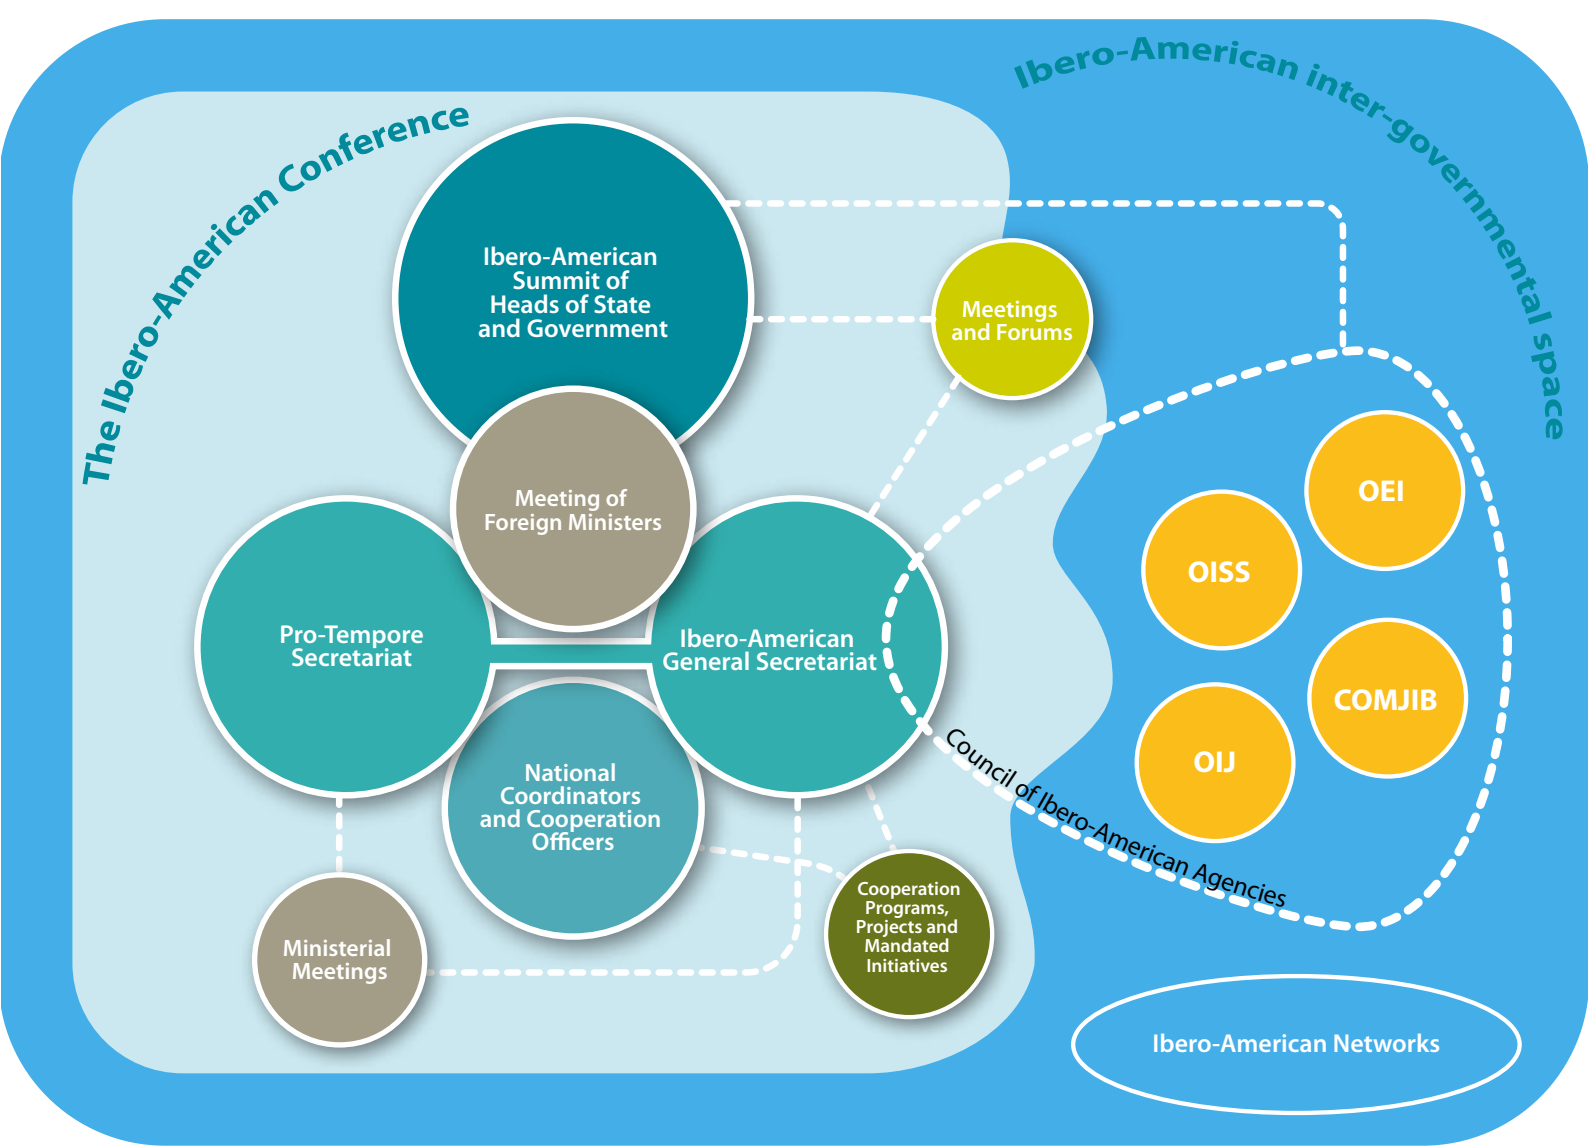 The Ibero-American Conference
Ibero-American inter-governmental space
Ibero-American
Summit of
Heads of State
and Government
Meetings
and Forums
Meeting of
Foreign Ministers
OEI
OISS
Pro-Tempore
Secretariat
Ibero-American
General Secretariat
COMJIB
OIJ
Council of Ibero-American Agencies
National
Coordinators
and Cooperation
Officers
Cooperation
Programs,
Projects and
Mandated
Initiatives
Ministerial
Meetings
Ibero-American Networks